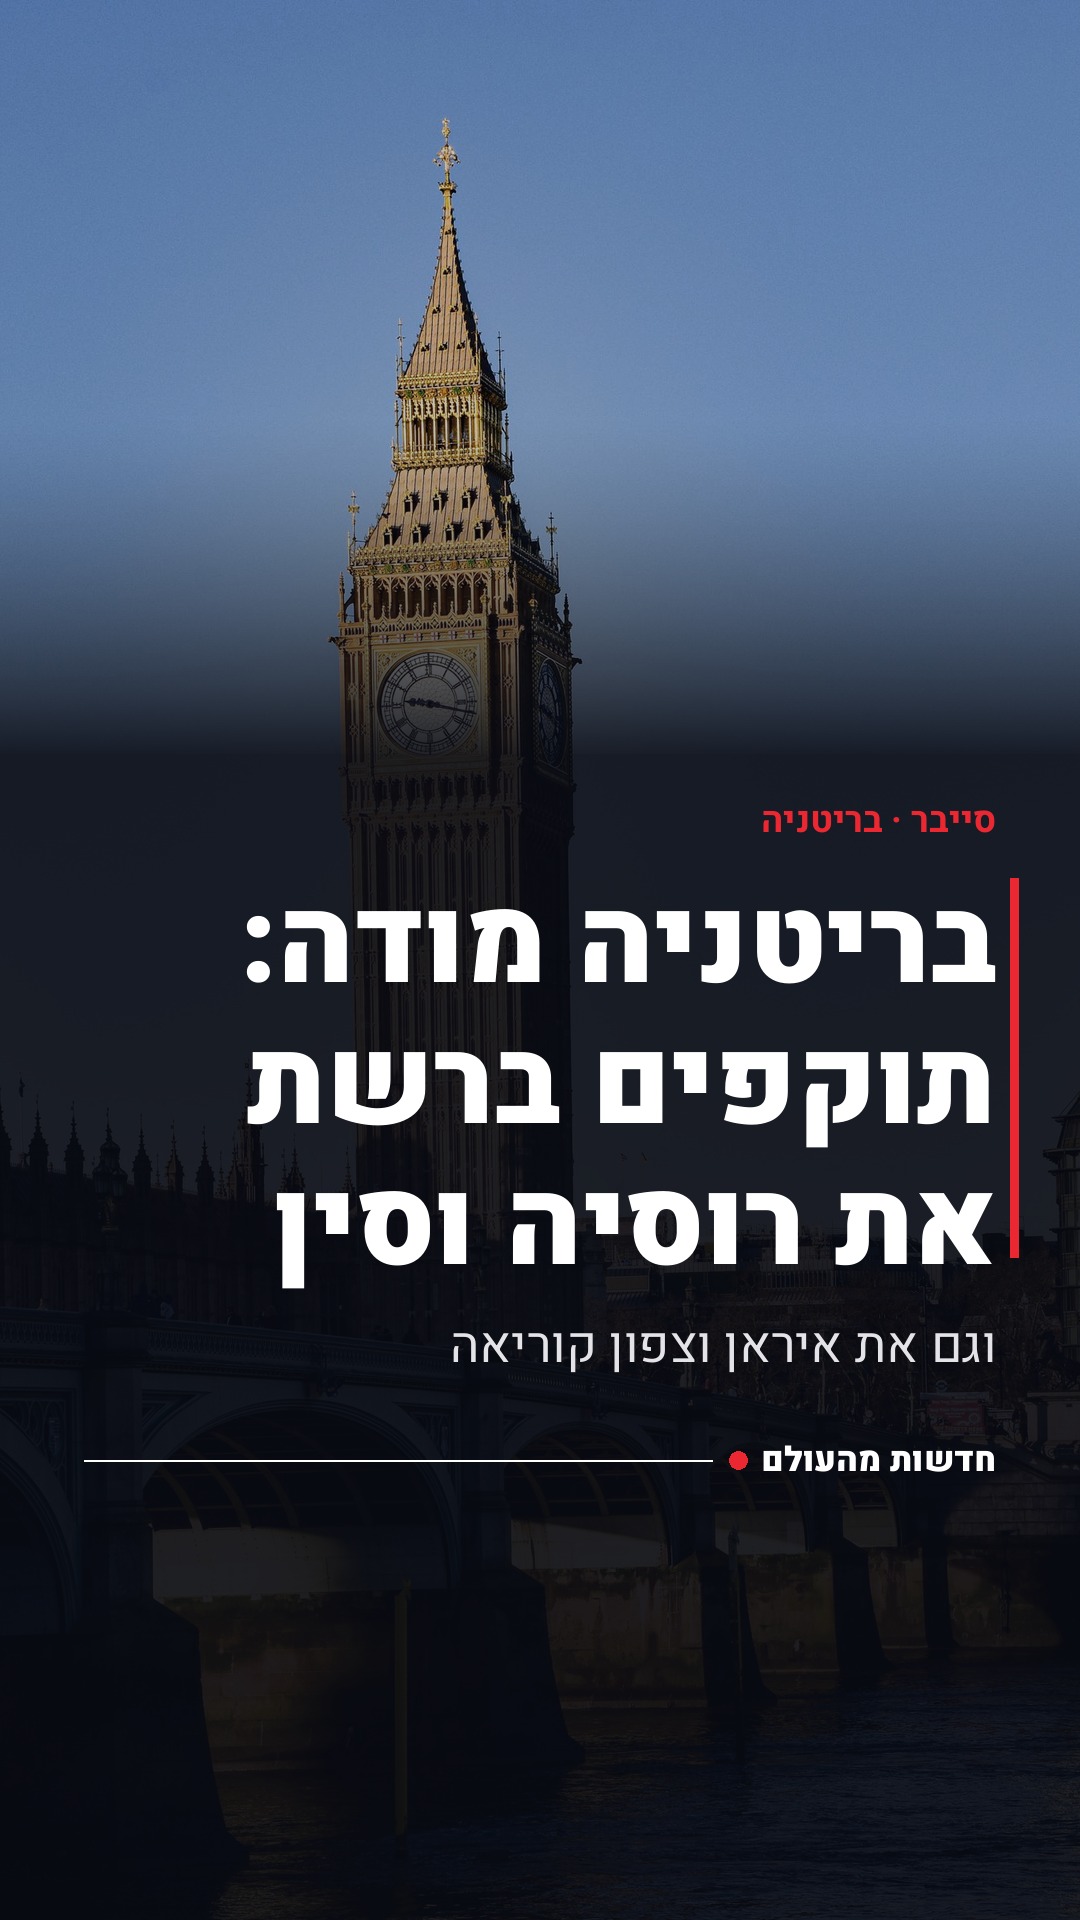 סייבר · בריטניה
בריטניה מודה:
תוקפים ברשת
את רוסיה וסין
וגם את איראן וצפון קוריאה
חדשות מהעולם